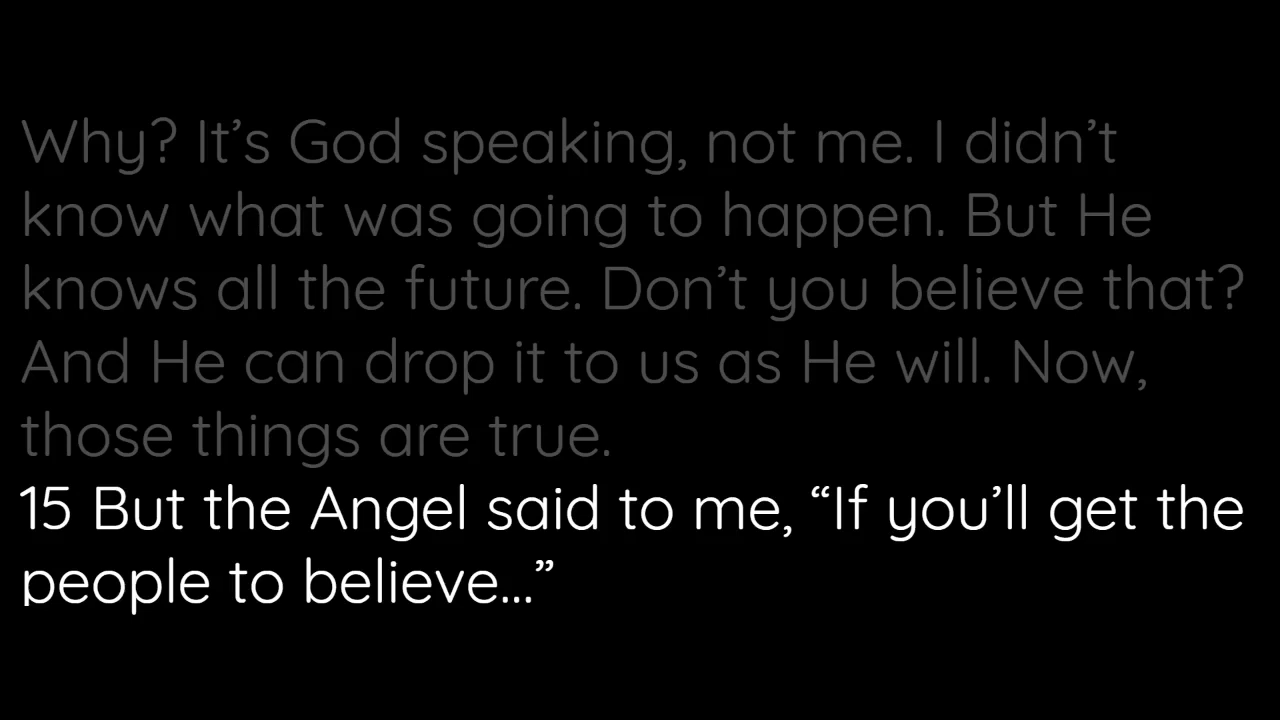 Why? It’s God speaking, not me. I didn’t
know what was going to happen. But He
knows all the future. Don’t you believe that?
And He can drop it to us as He will. Now,
those things are true.
15 But the Angel said to me, “If you’ll get the
people to believe...”